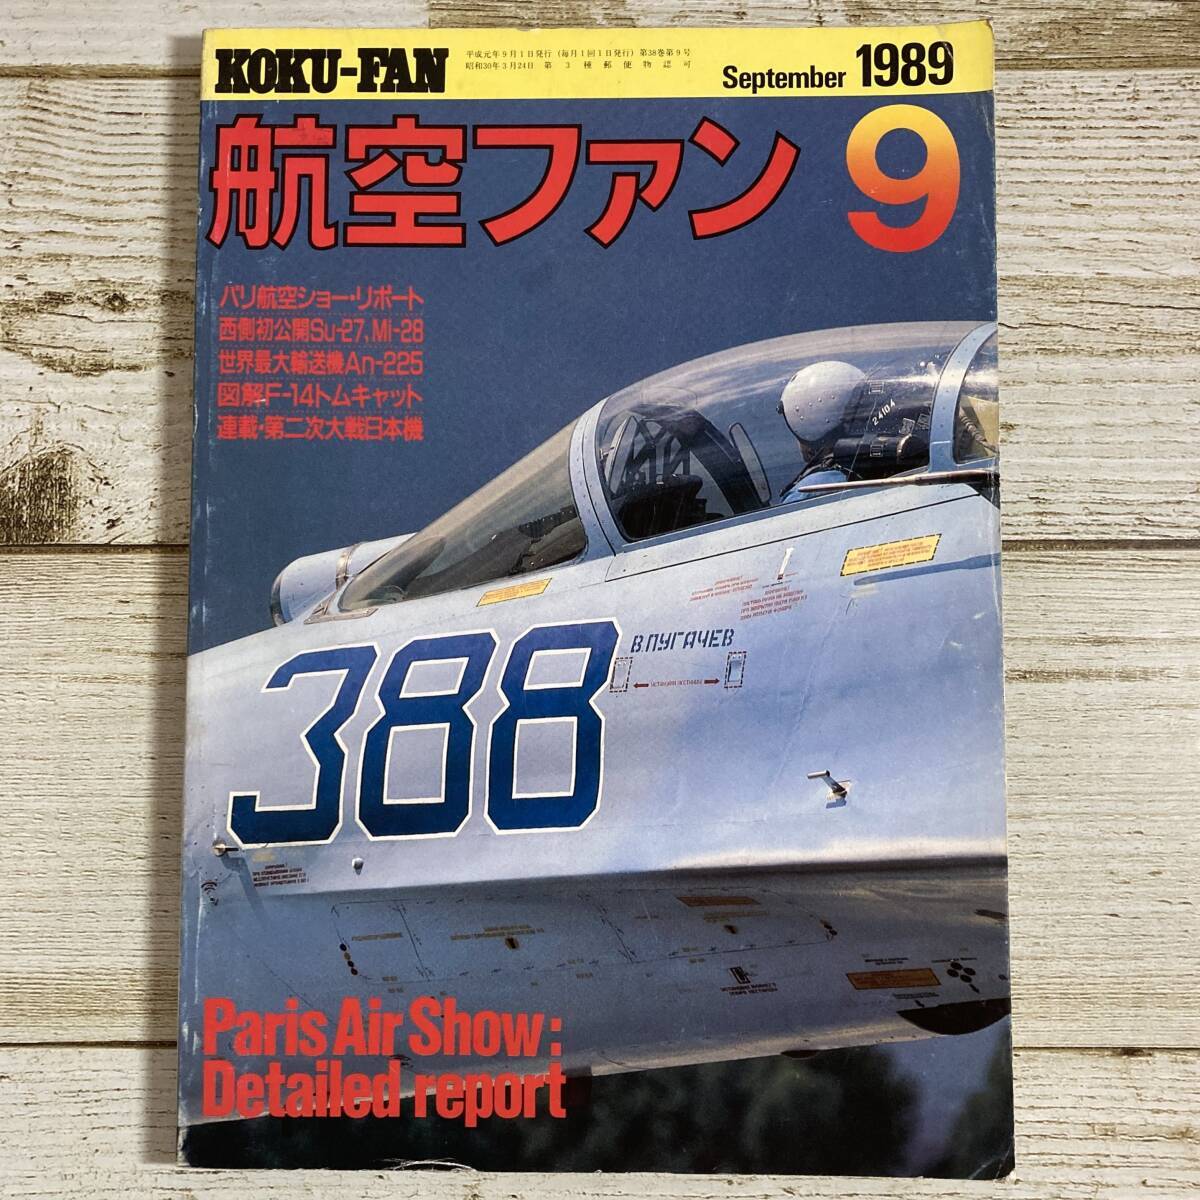 KOKU-FAN
平成元年9月1日発行(毎月1回1日発行)第38巻第9号
昭和30年3月24日 第3種郵便物認可
September 1989
航空ファン 9
パリ航空ショー・リポート
西側初公開Su-27, Mi-28
世界最大輸送機An-225
図解F-14トムキャット
連載・第二次大戦日本機
24104
В.ПУГАЧЕВ
388
Paris Air Show:
Detailed report